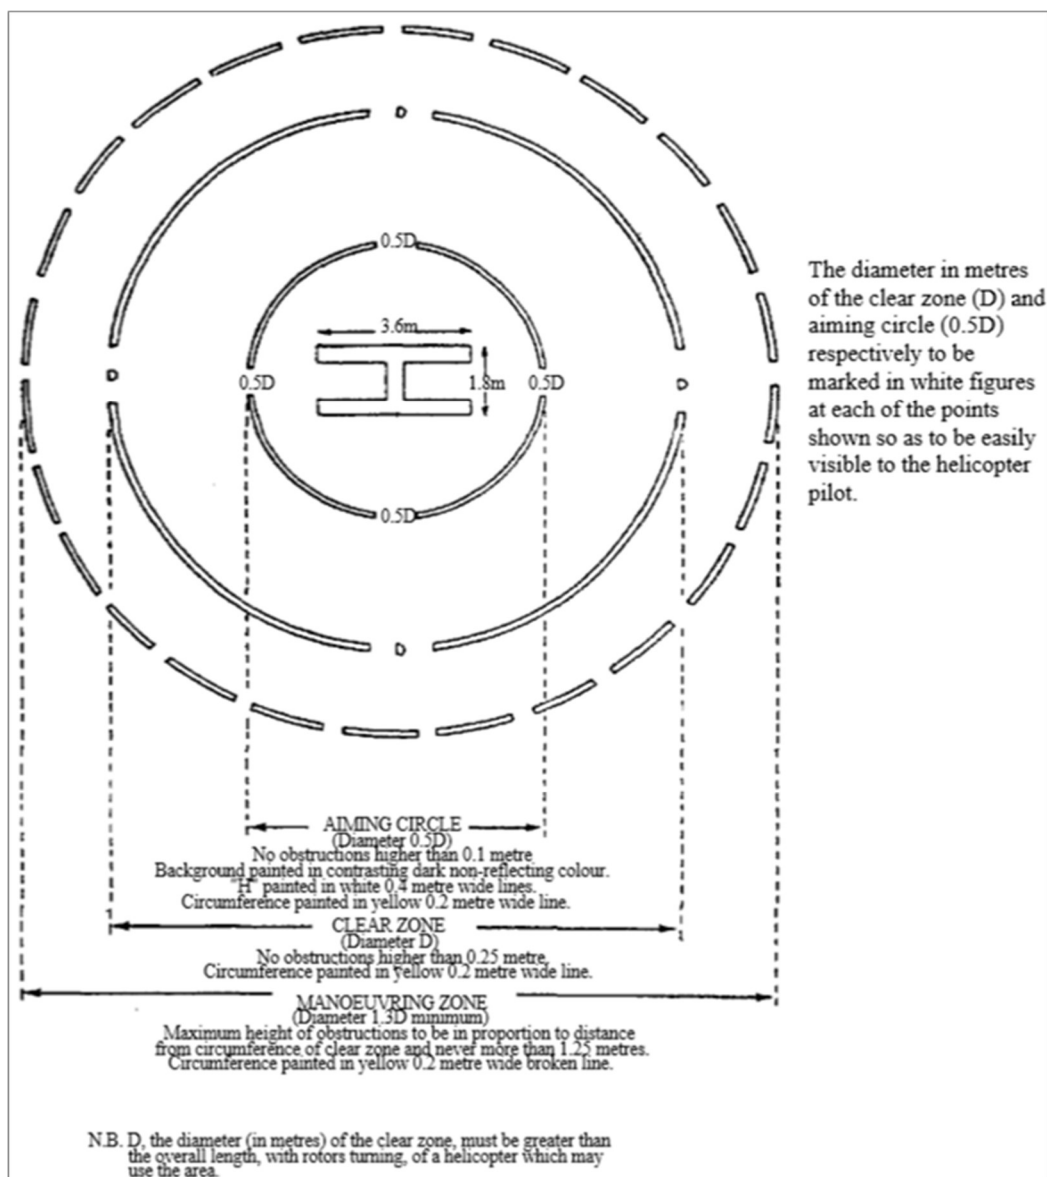 D
0.5D
3.6m
0.5D
1.8m
0.5D
D
D
0.5D
D
The diameter in metres
of the clear zone (D) and
aiming circle (0.5D)
respectively to be
marked in white figures
at each of the points
shown so as to be easily
visible to the helicopter
pilot.
H
AIMING CIRCLE
(Diameter 0.5D)
No obstructions higher than 0.1 metre
Background painted in contrasting dark non-reflecting colour.
"H" painted in white 0.4 metre wide lines.
Circumference painted in yellow 0.2 metre wide line.
CLEAR ZONE
(Diameter D)
No obstructions higher than 0.25 metre
Circumference painted in yellow 0.2 metre wide line.
MANOEUVRING ZONE
(Diameter 1.3D minimum)
Maximum height of obstructions to be in proportion to distance
from circumference of clear zone and never more than 1.25 metres.
Circumference painted in yellow 0.2 metre wide broken line.
N.B. D, the diameter (in metres) of the clear zone, must be greater than
the overall length, with rotors turning, of a helicopter which may
use the area.